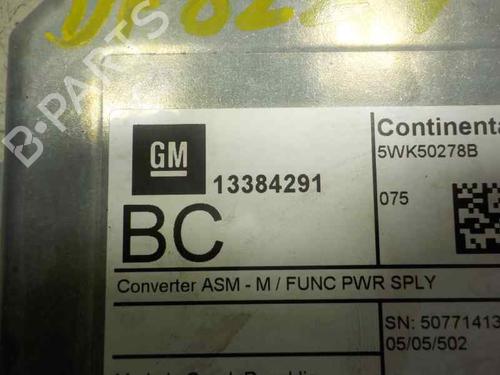 B-PARTS
GM
13384291
BC
Continenta
5WK50278B
075
Converter ASM - M / FUNC PWR SPLY
SN: 50771413
05/05/502